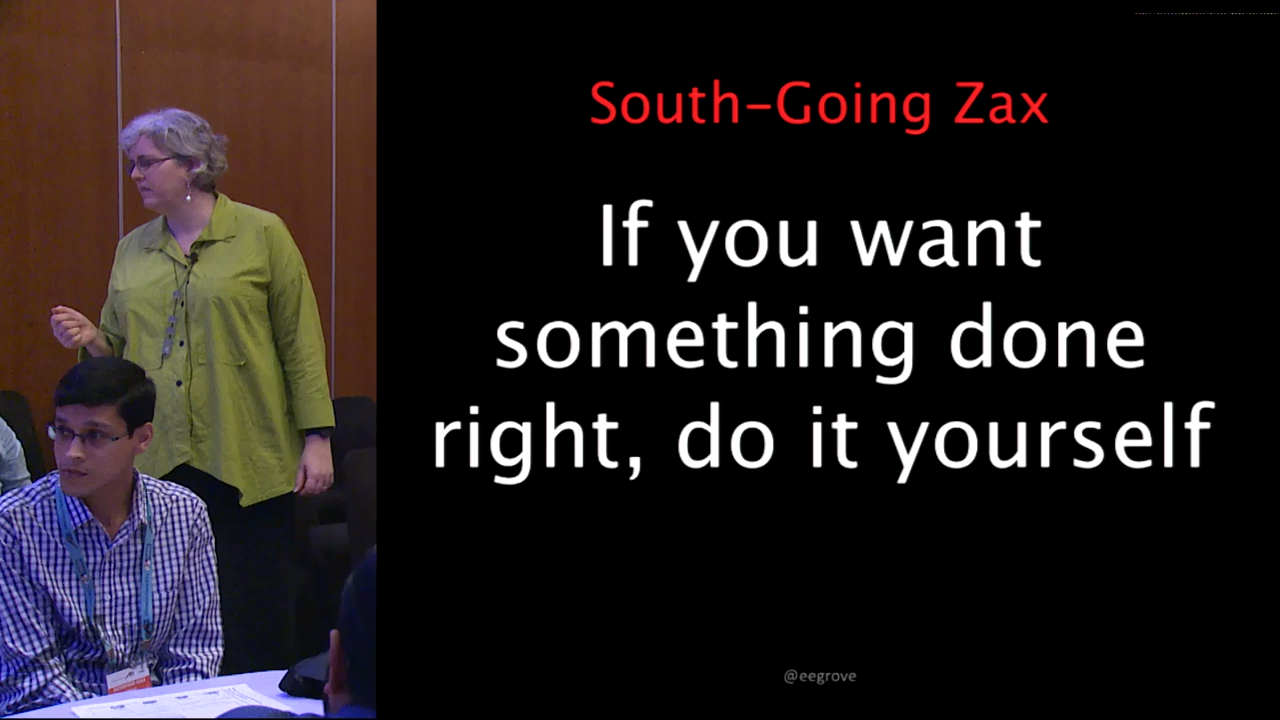 South-Going Zax
If you want
something done
right, do it yourself
@eegrove